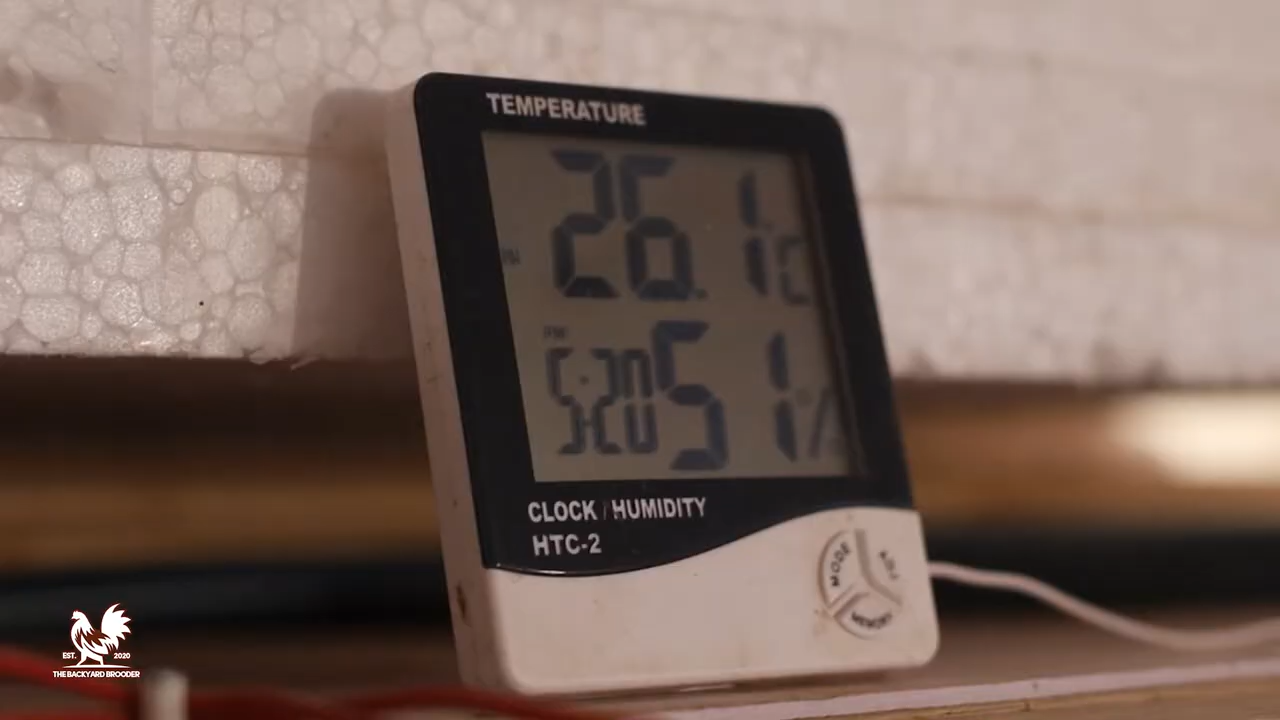 TEMPERATURE
26.1°C
PM
5:20 51%
CLOCK / HUMIDITY
HTC-2
MODE
ADJ
MEMORY
EST. 2020
THE BACKYARD BROODER